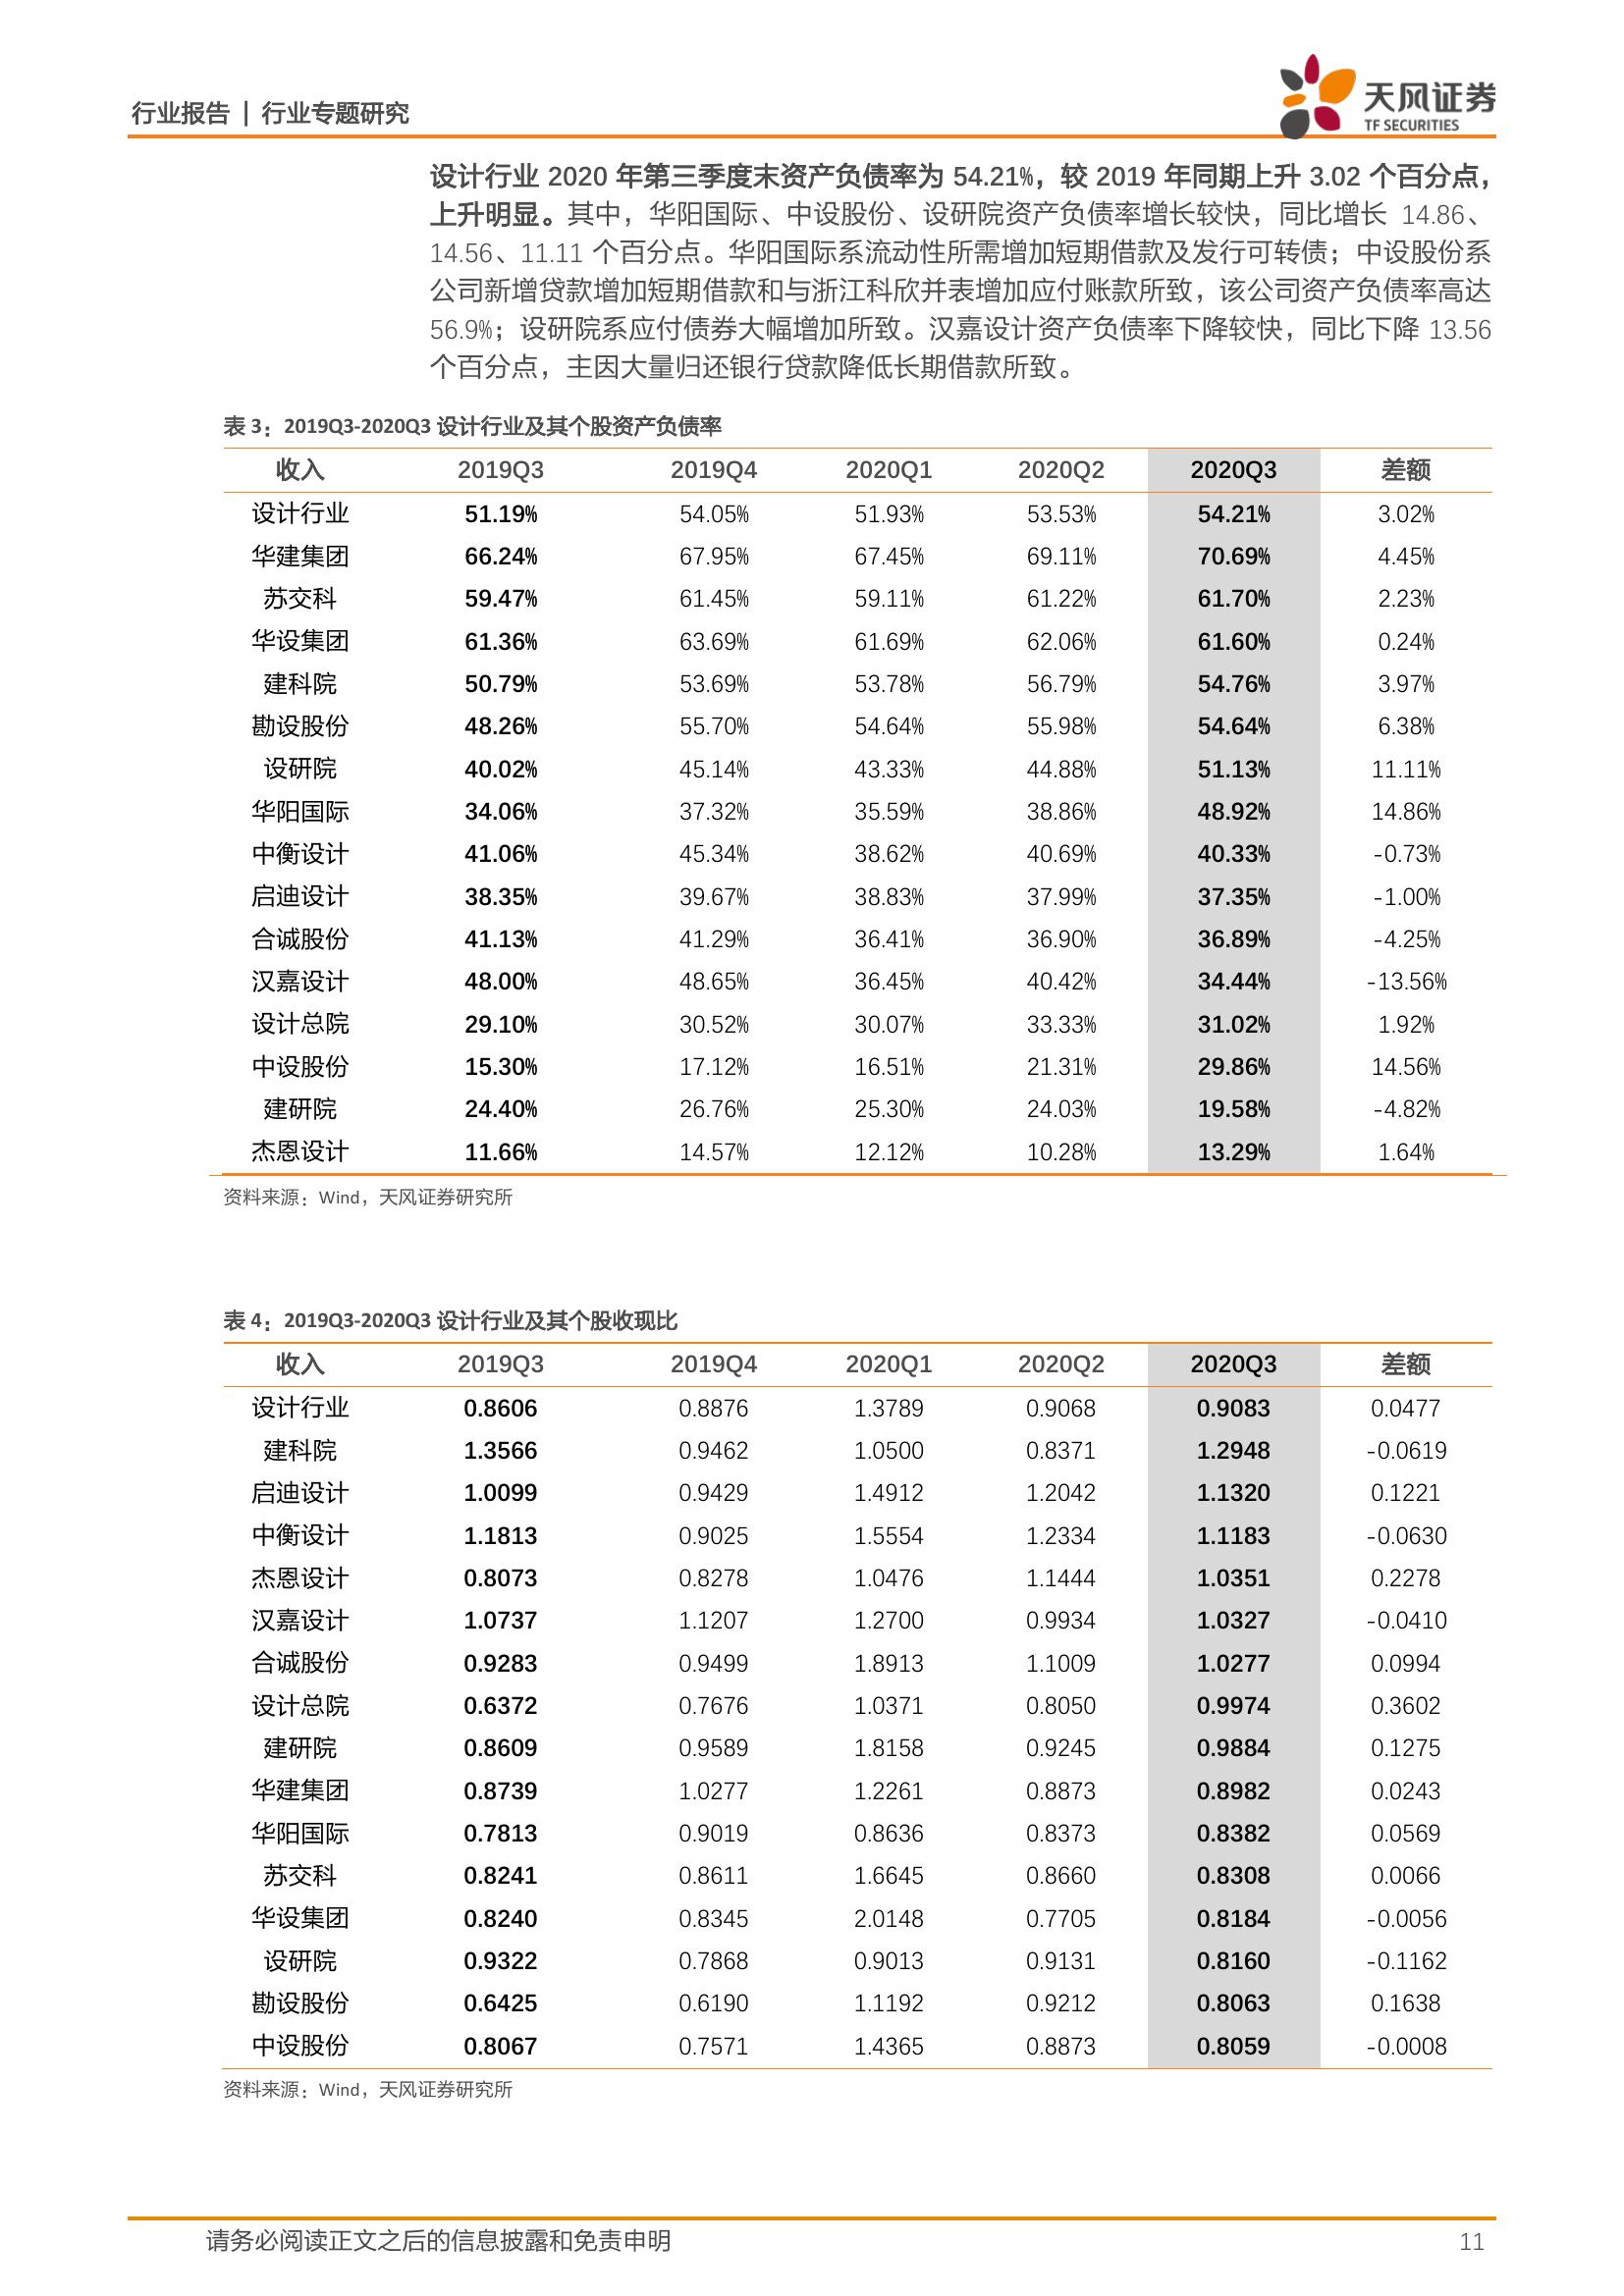 行业报告 | 行业专题研究
天风证券
TF SECURITIES
设计行业 2020 年第三季度末资产负债率为 54.21%，较 2019 年同期上升 3.02 个百分点，
上升明显。其中，华阳国际、中设股份、设研院资产负债率增长较快，同比增长 14.86、
14.56、11.11 个百分点。华阳国际系流动性所需增加短期借款及发行可转债；中设股份系
公司新增贷款增加短期借款和与浙江科欣并表增加应付账款所致，该公司资产负债率高达
56.9%；设研院系应付债券大幅增加所致。汉嘉设计资产负债率下降较快，同比下降 13.56
个百分点，主因大量归还银行贷款降低长期借款所致。
表 3：2019Q3-2020Q3 设计行业及其个股资产负债率
收入 2019Q3 2019Q4 2020Q1 2020Q2 2020Q3 差额
设计行业 51.19% 54.05% 51.93% 53.53% 54.21% 3.02%
华建集团 66.24% 67.95% 67.45% 69.11% 70.69% 4.45%
苏交科 59.47% 61.45% 59.11% 61.22% 61.70% 2.23%
华设集团 61.36% 63.69% 61.69% 62.06% 61.60% 0.24%
建科院 50.79% 53.69% 53.78% 56.79% 54.76% 3.97%
勘设股份 48.26% 55.70% 54.64% 55.98% 54.64% 6.38%
设研院 40.02% 45.14% 43.33% 44.88% 51.13% 11.11%
华阳国际 34.06% 37.32% 35.59% 38.86% 48.92% 14.86%
中衡设计 41.06% 45.34% 38.62% 40.69% 40.33% -0.73%
启迪设计 38.35% 39.67% 38.83% 37.99% 37.35% -1.00%
合诚股份 41.13% 41.29% 36.41% 36.90% 36.89% -4.25%
汉嘉设计 48.00% 48.65% 36.45% 40.42% 34.44% -13.56%
设计总院 29.10% 30.52% 30.07% 33.33% 31.02% 1.92%
中设股份 15.30% 17.12% 16.51% 21.31% 29.86% 14.56%
建研院 24.40% 26.76% 25.30% 24.03% 19.58% -4.82%
杰恩设计 11.66% 14.57% 12.12% 10.28% 13.29% 1.64%
资料来源：Wind，天风证券研究所
表 4：2019Q3-2020Q3 设计行业及其个股收现比
收入 2019Q3 2019Q4 2020Q1 2020Q2 2020Q3 差额
设计行业 0.8606 0.8876 1.3789 0.9068 0.9083 0.0477
建科院 1.3566 0.9462 1.0500 0.8371 1.2948 -0.0619
启迪设计 1.0099 0.9429 1.4912 1.2042 1.1320 0.1221
中衡设计 1.1813 0.9025 1.5554 1.2334 1.1183 -0.0630
杰恩设计 0.8073 0.8278 1.0476 1.1444 1.0351 0.2278
汉嘉设计 1.0737 1.1207 1.2700 0.9934 1.0327 -0.0410
合诚股份 0.9283 0.9499 1.8913 1.1009 1.0277 0.0994
设计总院 0.6372 0.7676 1.0371 0.8050 0.9974 0.3602
建研院 0.8609 0.9589 1.8158 0.9245 0.9884 0.1275
华建集团 0.8739 1.0277 1.2261 0.8873 0.8982 0.0243
华阳国际 0.7813 0.9019 0.8636 0.8373 0.8382 0.0569
苏交科 0.8241 0.8611 1.6645 0.8660 0.8308 0.0066
华设集团 0.8240 0.8345 2.0148 0.7705 0.8184 -0.0056
设研院 0.9322 0.7868 0.9013 0.9131 0.8160 -0.1162
勘设股份 0.6425 0.6190 1.1192 0.9212 0.8063 0.1638
中设股份 0.8067 0.7571 1.4365 0.8873 0.8059 -0.0008
资料来源：Wind，天风证券研究所
请务必阅读正文之后的信息披露和免责申明 11